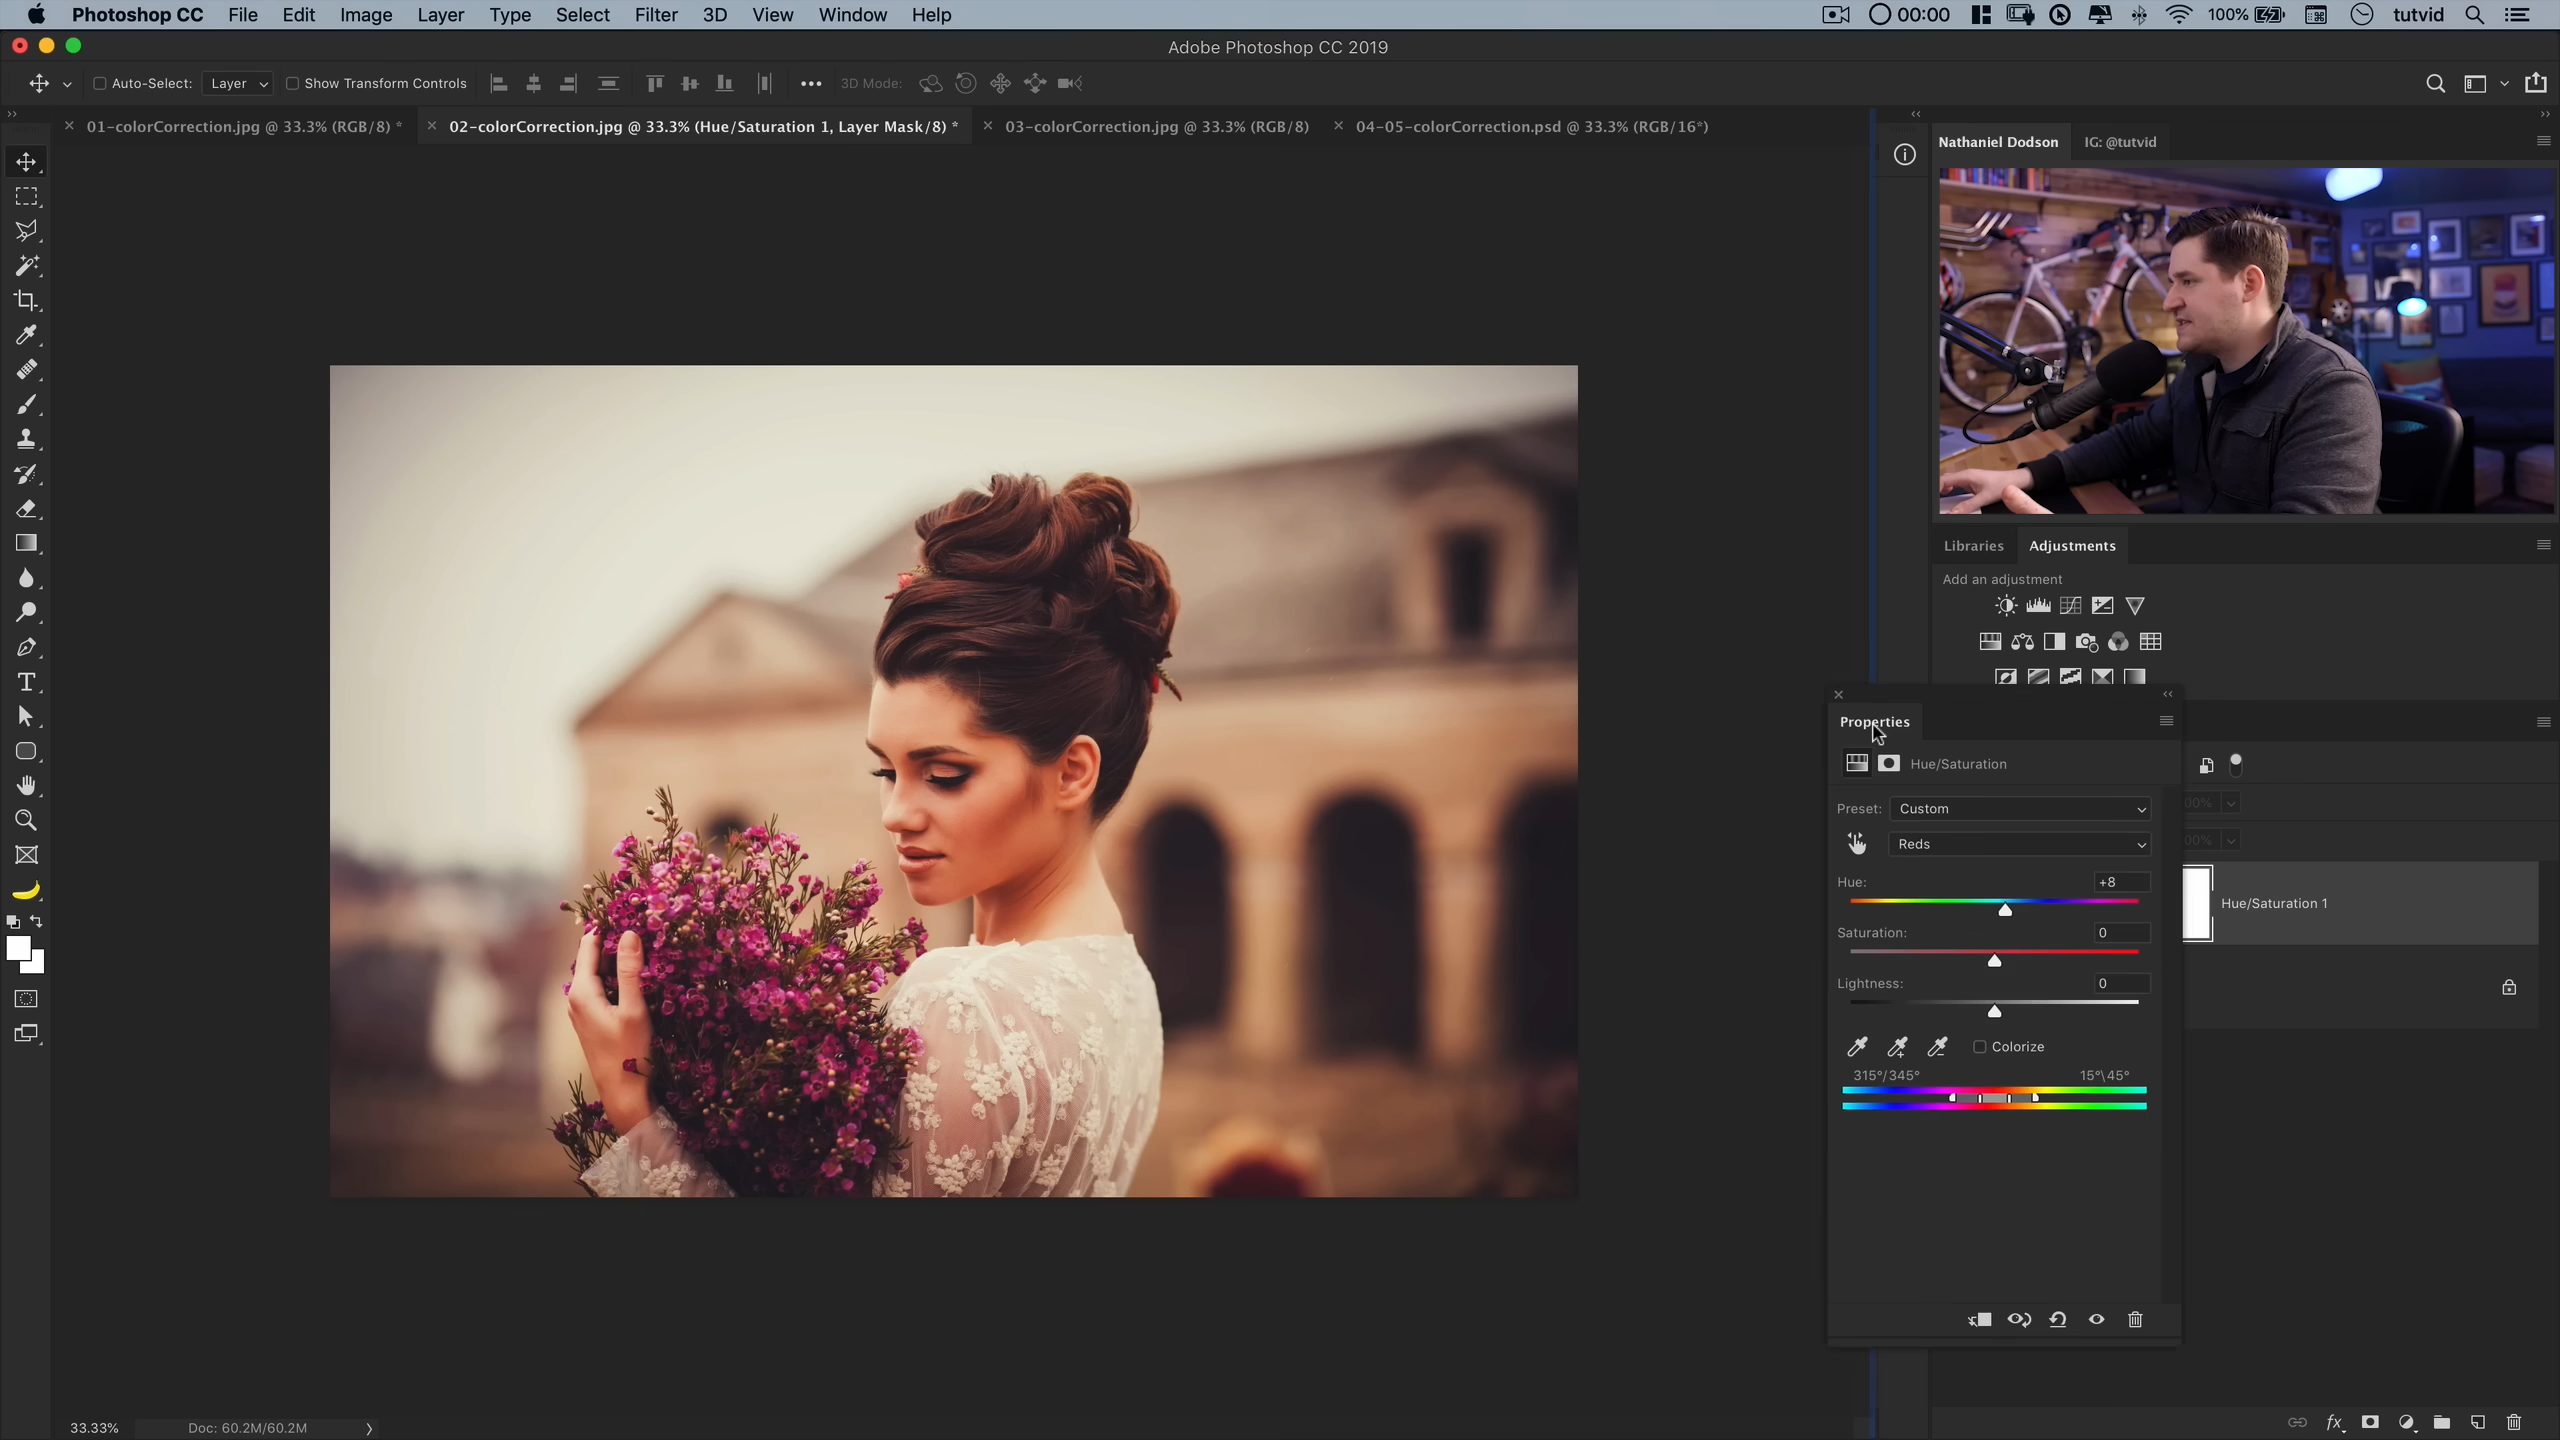 Photoshop CC File Edit Image Layer Type Select Filter 3D View Window Help 00:00 100% tutvid
Adobe Photoshop CC 2019
Auto-Select: Layer Show Transform Controls 3D Mode:
01-colorCorrection.jpg @ 33.3% (RGB/8) * 02-colorCorrection.jpg @ 33.3% (Hue/Saturation 1, Layer Mask/8) * 03-colorCorrection.jpg @ 33.3% (RGB/8) 04-05-colorCorrection.psd @ 33.3% (RGB/16*)
Nathaniel Dodson IG: @tutvid
Libraries Adjustments
Add an adjustment
Properties
Hue/Saturation
Preset: Custom
Reds
Hue: +8
Saturation: 0
Lightness: 0
Colorize
315°/345° 15°\45°
Hue/Saturation 1
33.33% Doc: 60.2M/60.2M
fx